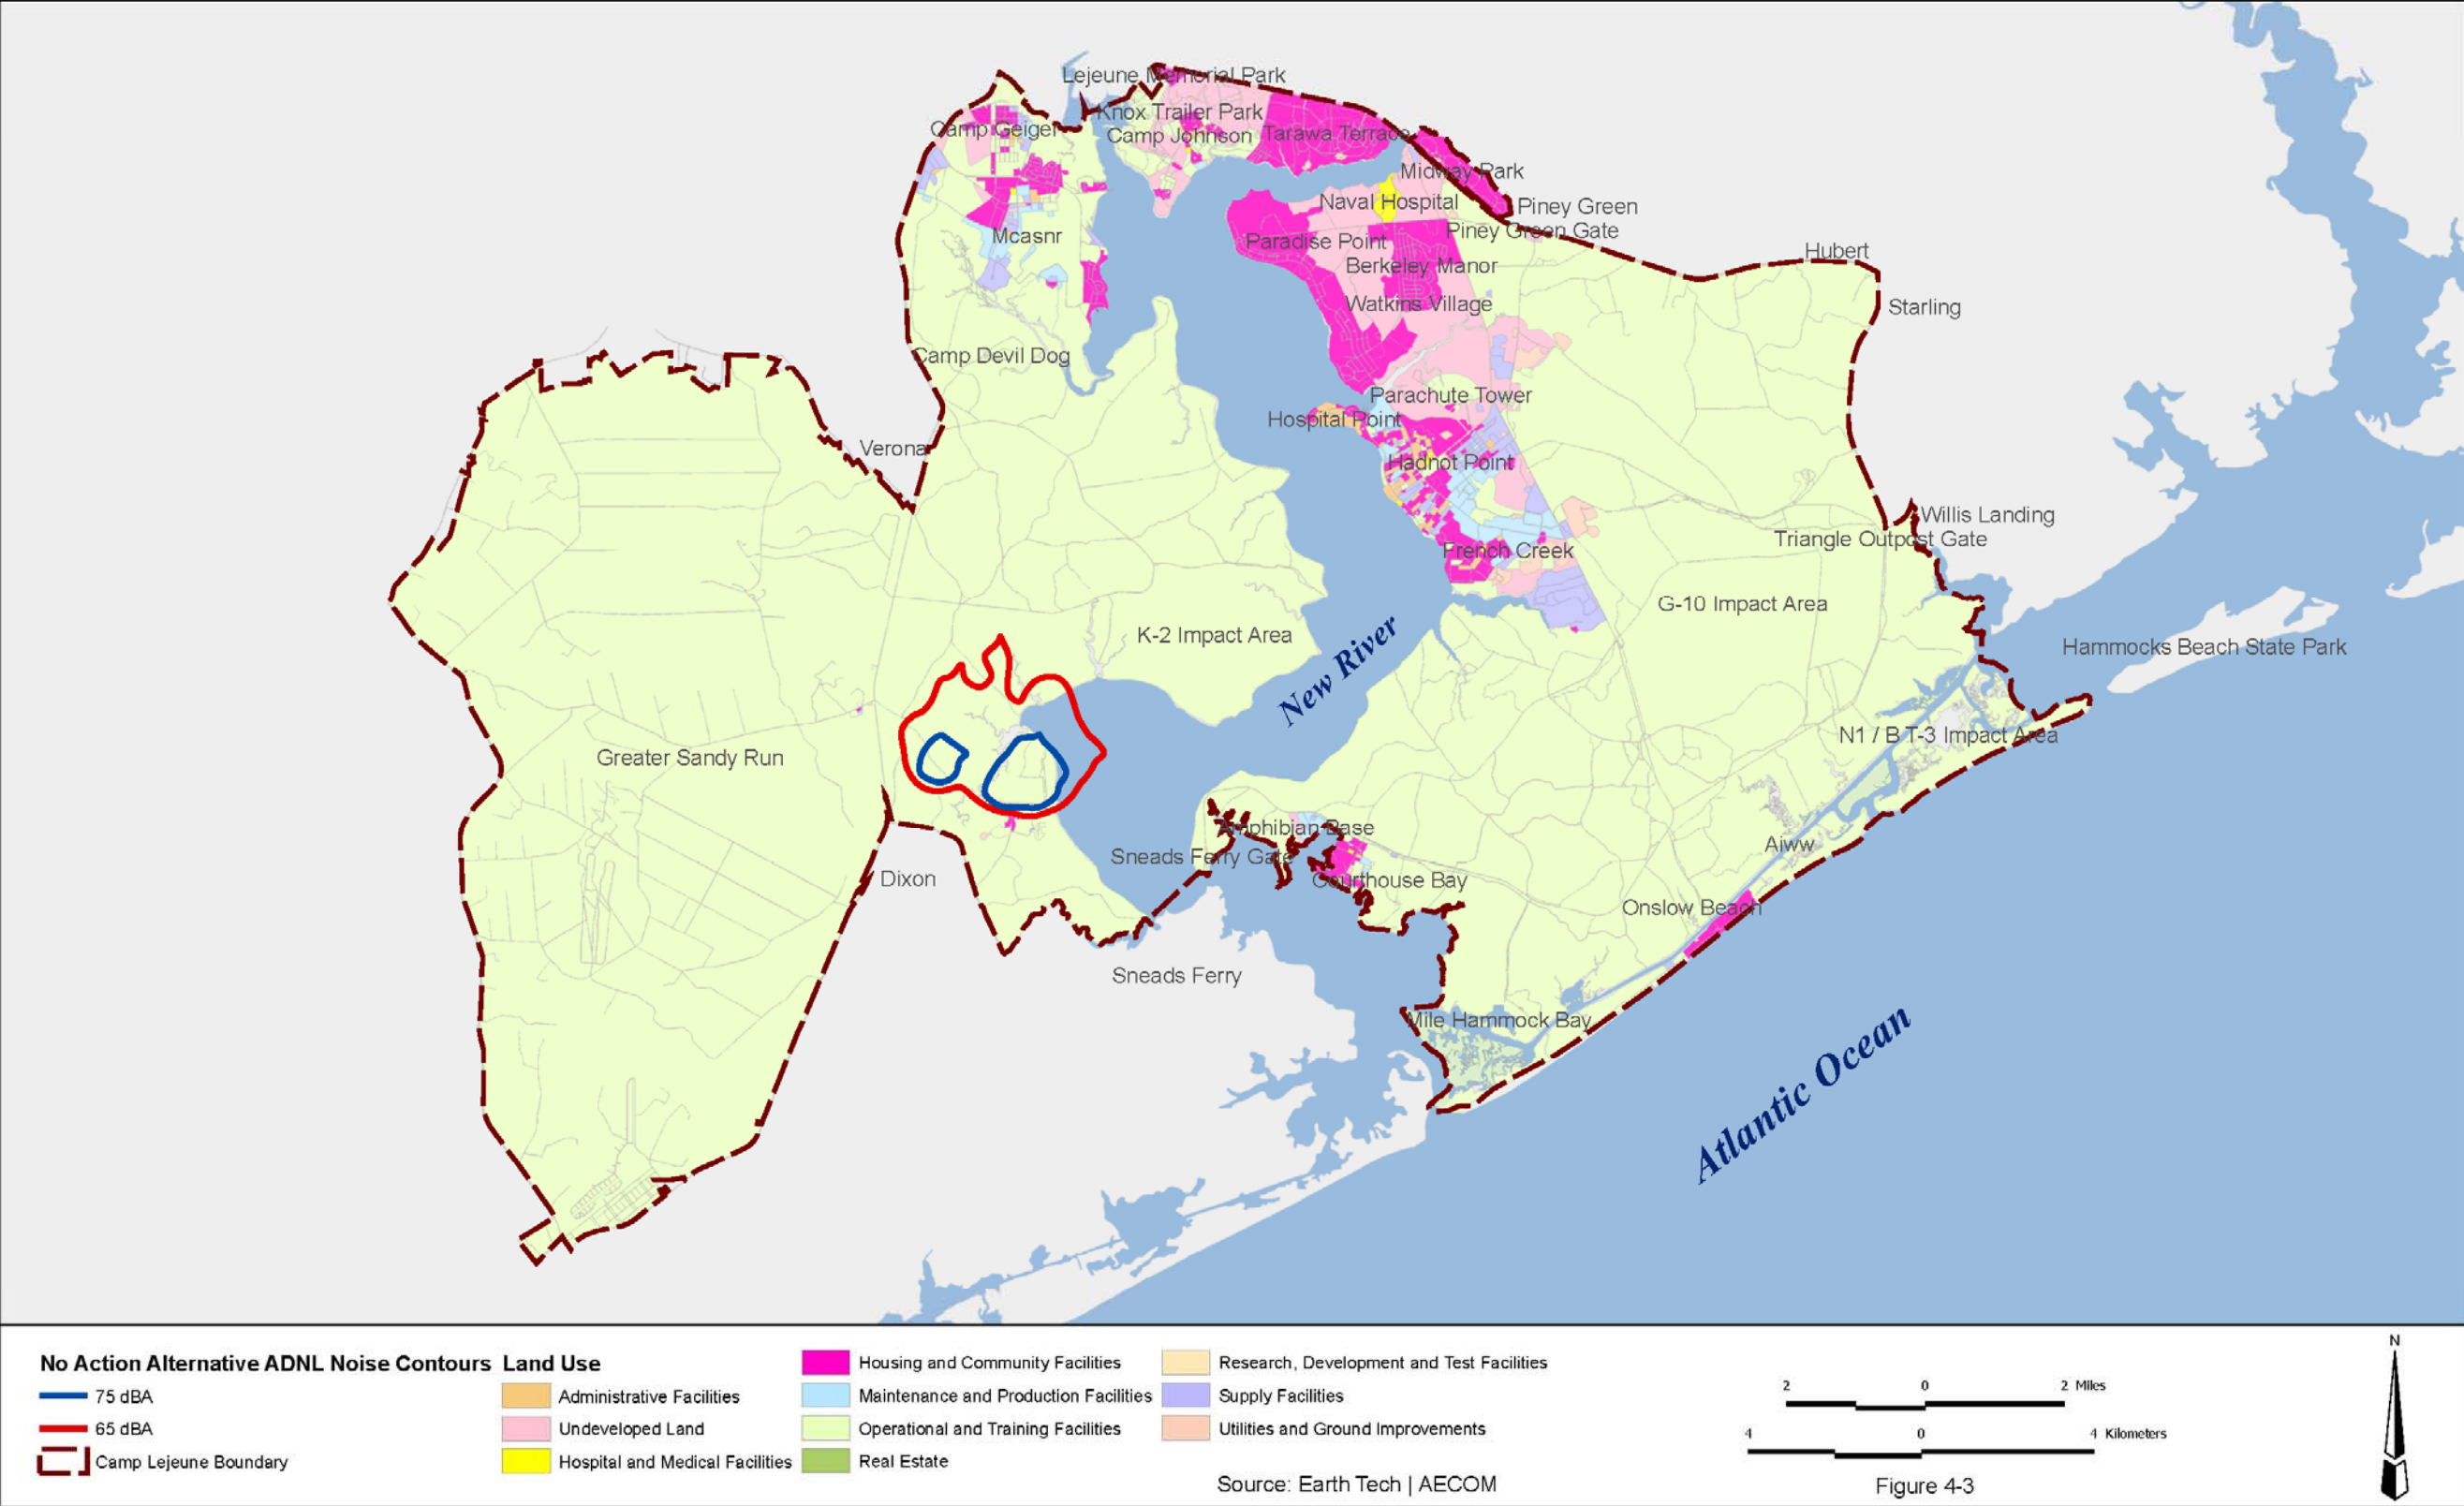 Lejeune Memorial Park
Knox Trailer Park
Camp Geiger
Camp Johnson
Tarawa Terrace
Midway Park
Naval Hospital
Piney Green
Piney Green Gate
Mcasnr
Paradise Point
Hubert
Berkeley Manor
Watkins Village
Starling
Camp Devil Dog
Parachute Tower
Hospital Point
Verona
Hadnot Point
Willis Landing
Triangle Outpost Gate
French Creek
G-10 Impact Area
K-2 Impact Area
Hammocks Beach State Park
New River
N1 / B T-3 Impact Area
Greater Sandy Run
Amphibian Base
Aiww
Sneads Ferry Gate
Dixon
Courthouse Bay
Onslow Beach
Sneads Ferry
Mile Hammock Bay
Atlantic Ocean
No Action Alternative ADNL Noise Contours
75 dBA
65 dBA
Camp Lejeune Boundary
Land Use
Administrative Facilities
Undeveloped Land
Hospital and Medical Facilities
Housing and Community Facilities
Maintenance and Production Facilities
Operational and Training Facilities
Real Estate
Research, Development and Test Facilities
Supply Facilities
Utilities and Ground Improvements
Source: Earth Tech | AECOM
2 0 2 Miles
4 0 4 Kilometers
Figure 4-3
N